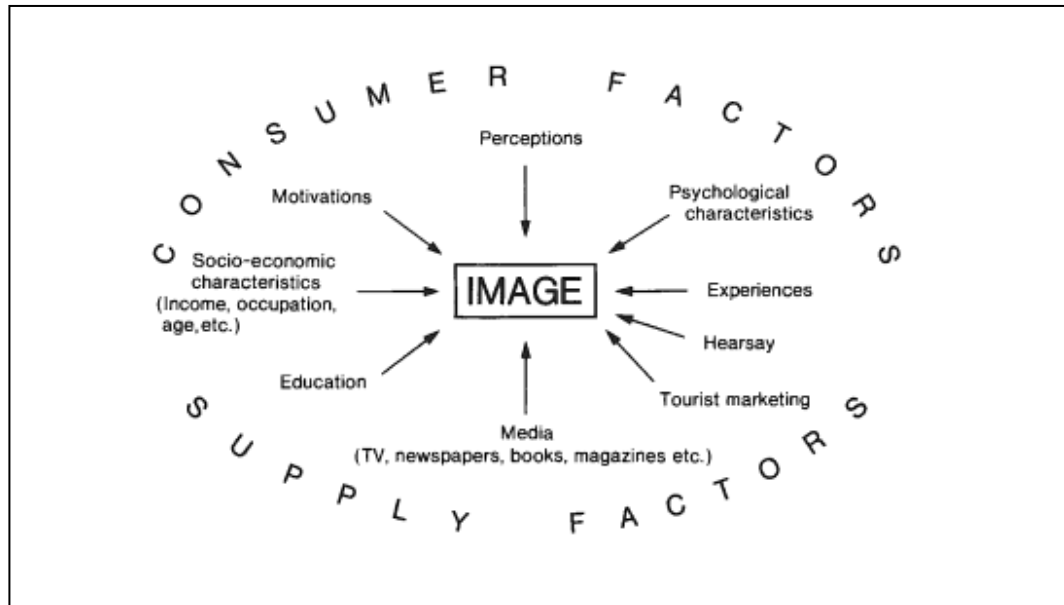 CONSUMER FACTORS
Perceptions
Motivations
Psychological
characteristics
Socio-economic
characteristics
(Income, occupation,
age, etc.)
IMAGE
Experiences
Hearsay
Education
Tourist marketing
Media
(TV, newspapers, books, magazines etc.)
SUPPLY FACTORS